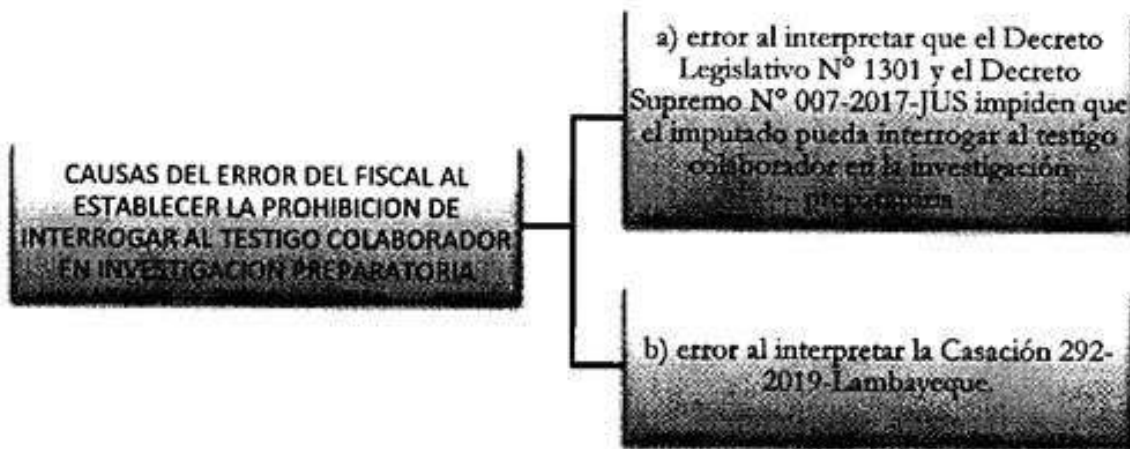 CAUSAS DEL ERROR DEL FISCAL AL
ESTABLECER LA PROHIBICION DE
INTERROGAR AL TESTIGO COLABORADOR
EN INVESTIGACION PREPARATORIA
a) error al interpretar que el Decreto
Legislativo N° 1301 y el Decreto
Supremo N° 007-2017-JUS impiden que
el imputado pueda interrogar al testigo
colaborador en la investigación
preparatoria
b) error al interpretar la Casación 292-
2019-Lambayeque.